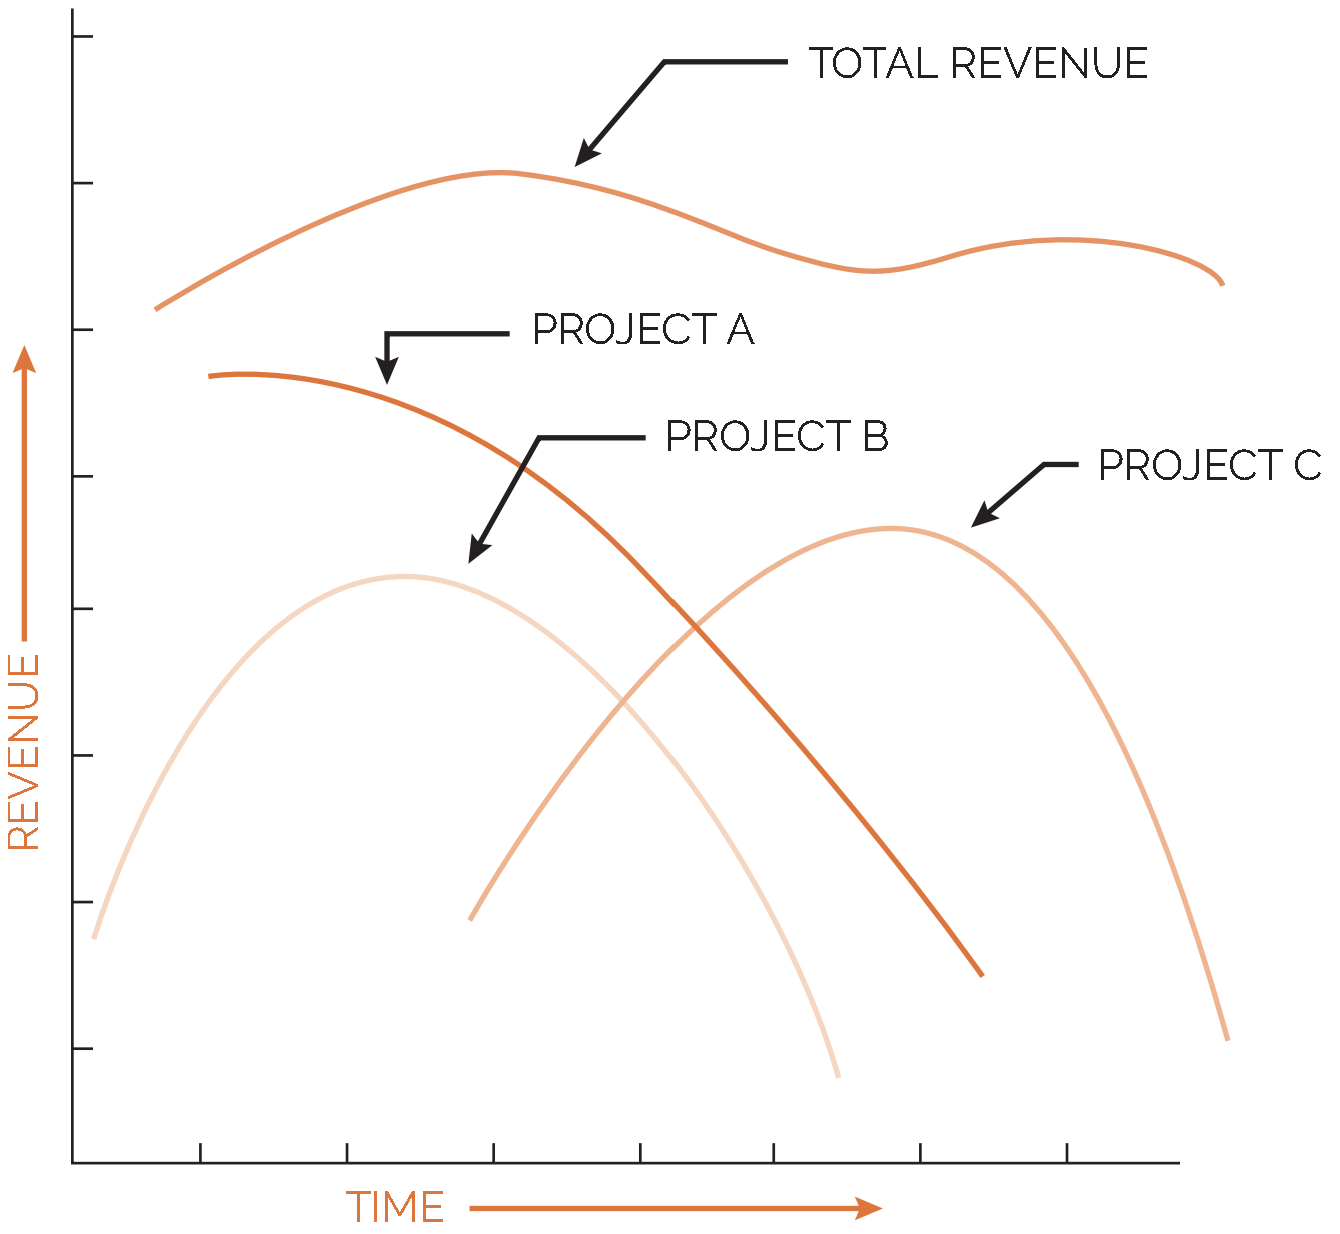 TOTAL REVENUE
PROJECT A
PROJECT B
PROJECT C
REVENUE
TIME